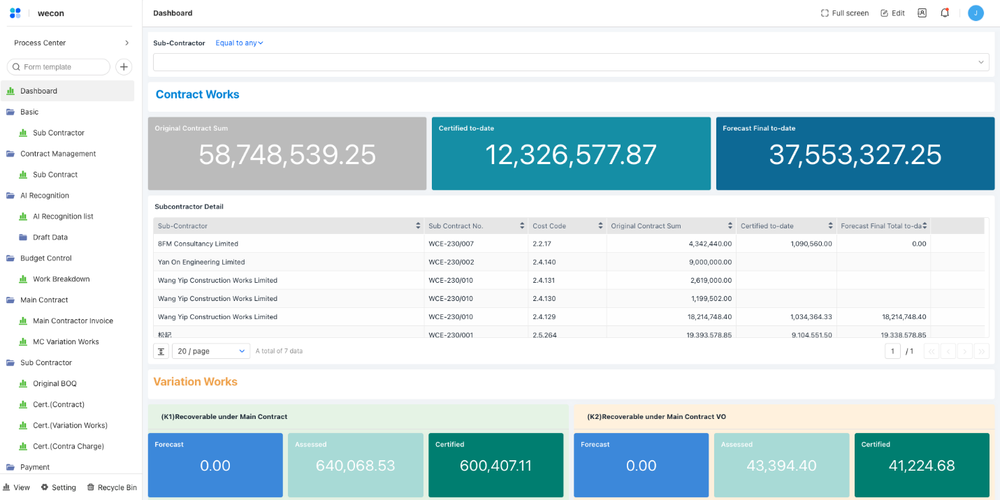 wecon
Process Center
Form template
Dashboard
Basic
Sub Contractor
Contract Management
Sub Contract
AI Recognition
AI Recognition list
Draft Data
Budget Control
Work Breakdown
Main Contract
Main Contractor Invoice
MC Variation Works
Sub Contractor
Original BOQ
Cert.(Contract)
Cert.(Variation Works)
Cert.(Contra Charge)
Payment
View Setting Recycle Bin
Dashboard Full screen Edit J
Sub-Contractor Equal to any
Contract Works
Original Contract Sum Certified to-date Forecast Final to-date
58,748,539.25 12,326,577.87 37,553,327.25
Subcontractor Detail
Sub-Contractor Sub Contract No. Cost Code Original Contract Sum Certified to-date Forecast Final Total to-da
8FM Consultancy Limited WCE-230/007 2.2.17 4,342,440.00 1,090,560.00 0.00
Yan On Engineering Limited WCE-230/002 2.4.140 9,000,000.00
Wang Yip Construction Works Limited WCE-230/010 2.4.131 2,619,000.00
Wang Yip Construction Works Limited WCE-230/010 2.4.130 1,199,502.00
Wang Yip Construction Works Limited WCE-230/010 2.4.129 18,214,748.40 1,034,364.33 18,214,748.40
松記 WCE-230/001 2.5.264 19,393,578.85 9,104,551.50 19,338,578.85
20 / page A total of 7 data 1 / 1
Variation Works
(K1)Recoverable under Main Contract (K2)Recoverable under Main Contract VO
Forecast Assessed Certified Forecast Assessed Certified
0.00 640,068.53 600,407.11 0.00 43,394.40 41,224.68